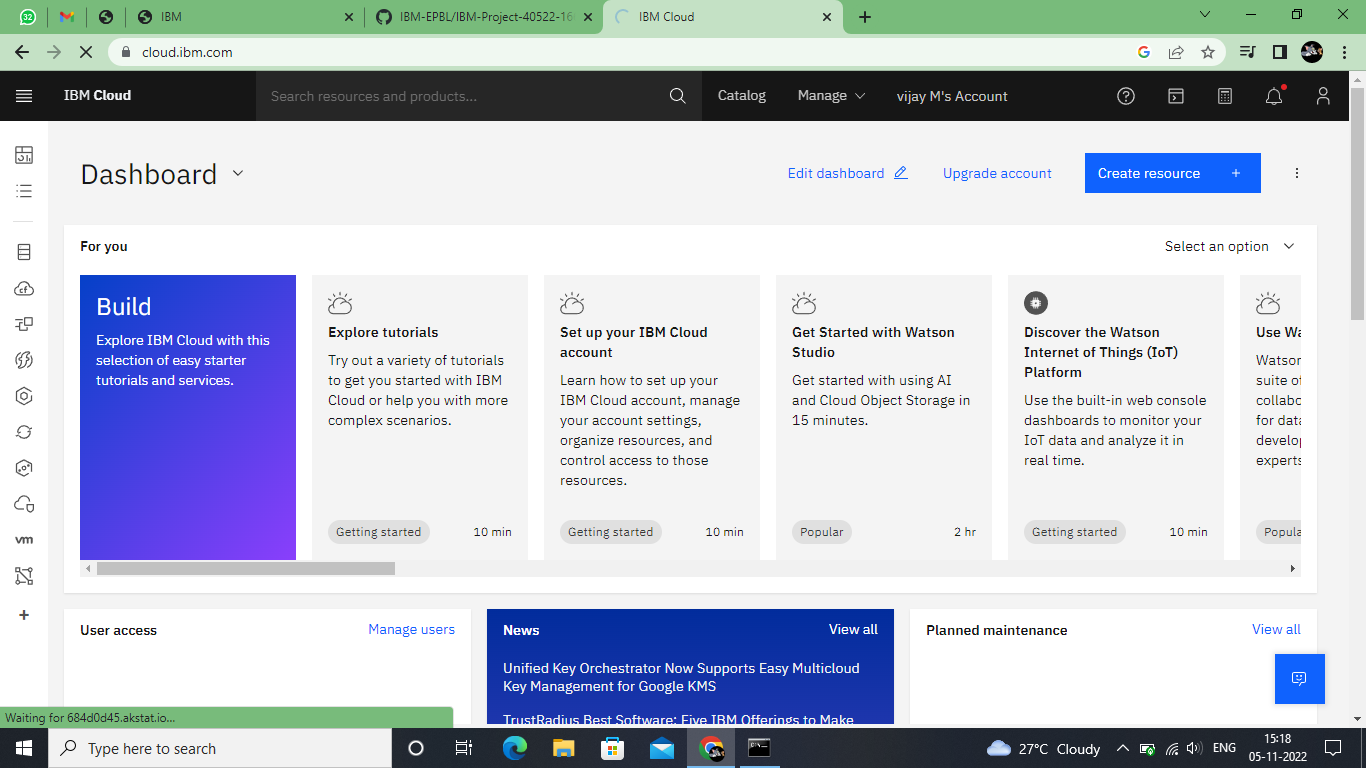 32
IBM
IBM-EPBL/IBM-Project-40522-16
IBM Cloud
cloud.ibm.com
IBM Cloud
Search resources and products...
Catalog
Manage
vijay M's Account
Dashboard
Edit dashboard
Upgrade account
Create resource +
For you
Select an option
Build
Explore IBM Cloud with this
selection of easy starter
tutorials and services.
Explore tutorials
Try out a variety of tutorials
to get you started with IBM
Cloud or help you with more
complex scenarios.
Getting started
10 min
Set up your IBM Cloud
account
Learn how to set up your
IBM Cloud account, manage
your account settings,
organize resources, and
control access to those
resources.
Getting started
10 min
Get Started with Watson
Studio
Get started with using AI
and Cloud Object Storage in
15 minutes.
Popular
2 hr
Discover the Watson
Internet of Things (IoT)
Platform
Use the built-in web console
dashboards to monitor your
IoT data and analyze it in
real time.
Getting started
10 min
Use Wa
Watson
suite of
collabo
for data
develop
experts
Popula
cf
vm
User access
Manage users
News
View all
Unified Key Orchestrator Now Supports Easy Multicloud
Key Management for Google KMS
TrustRadius Best Software: Five IBM Offerings to Make
Planned maintenance
View all
Waiting for 684d0d45.akstat.io...
Type here to search
27°C Cloudy
ENG
15:18
05-11-2022